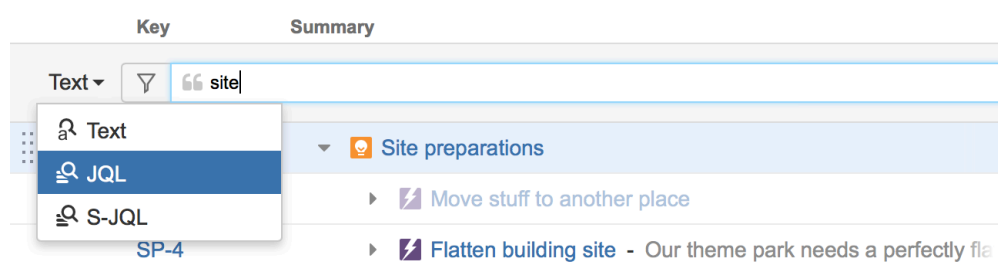 Key Summary
Text site
Text
JQL
Site preparations
Move stuff to another place
S-JQL
SP-4 Flatten building site - Our theme park needs a perfectly fla